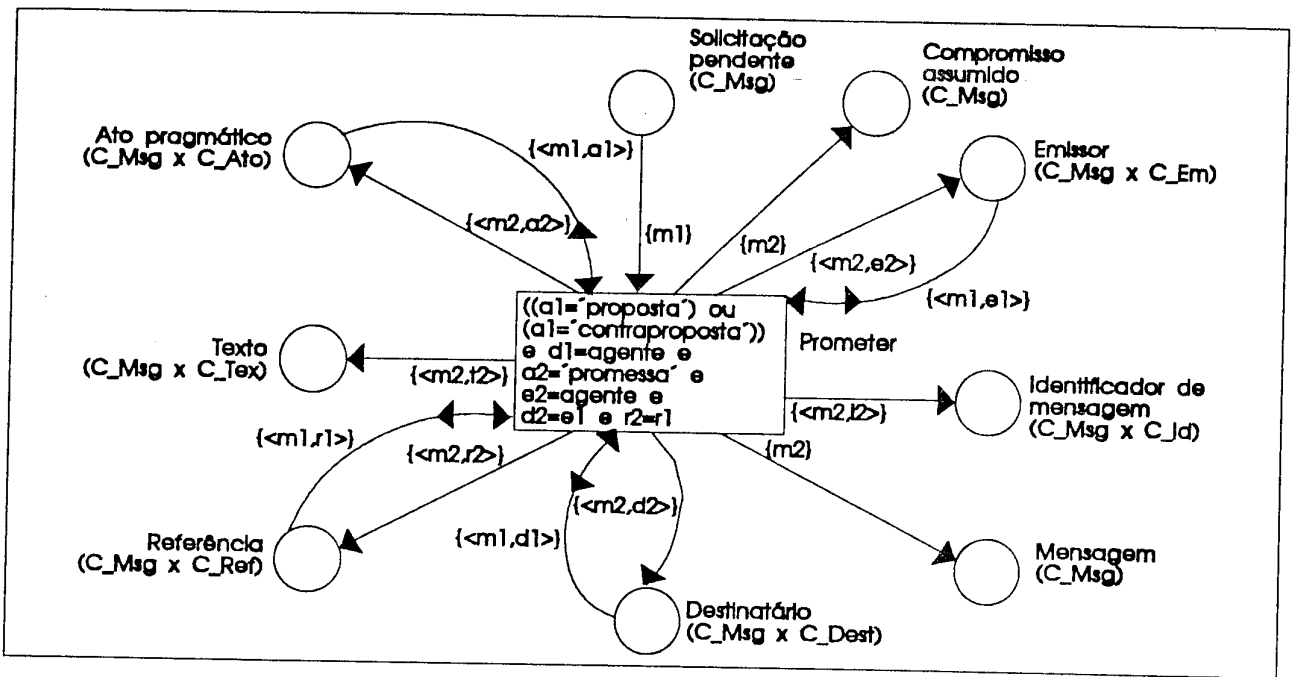 Solicitação
pendente
(C_Msg)
Compromisso
assumido
(C_Msg)
Ato pragmático
(C_Msg x C_Ato)
{<m1,a1>}
Emissor
(C_Msg x C_Em)
{<m2,a2>}
{m1}
{m2}
{<m2,e2>}
{<m1,e1>}
((a1=´proposta´) ou
(a1=´contraproposta´))
e d1=agente e
a2=´promessa´ e
e2=agente e
d2=e1 e r2=r1
Prometer
Texto
(C_Msg x C_Tex)
{<m2,t2>}
{<m2,i2>}
Identificador de
mensagem
(C_Msg x C_Id)
{<m1,r1>}
{<m2,r2>}
{m2}
{<m2,d2>}
{<m1,d1>}
Referência
(C_Msg x C_Ref)
Mensagem
(C_Msg)
Destinatário
(C_Msg x C_Dest)